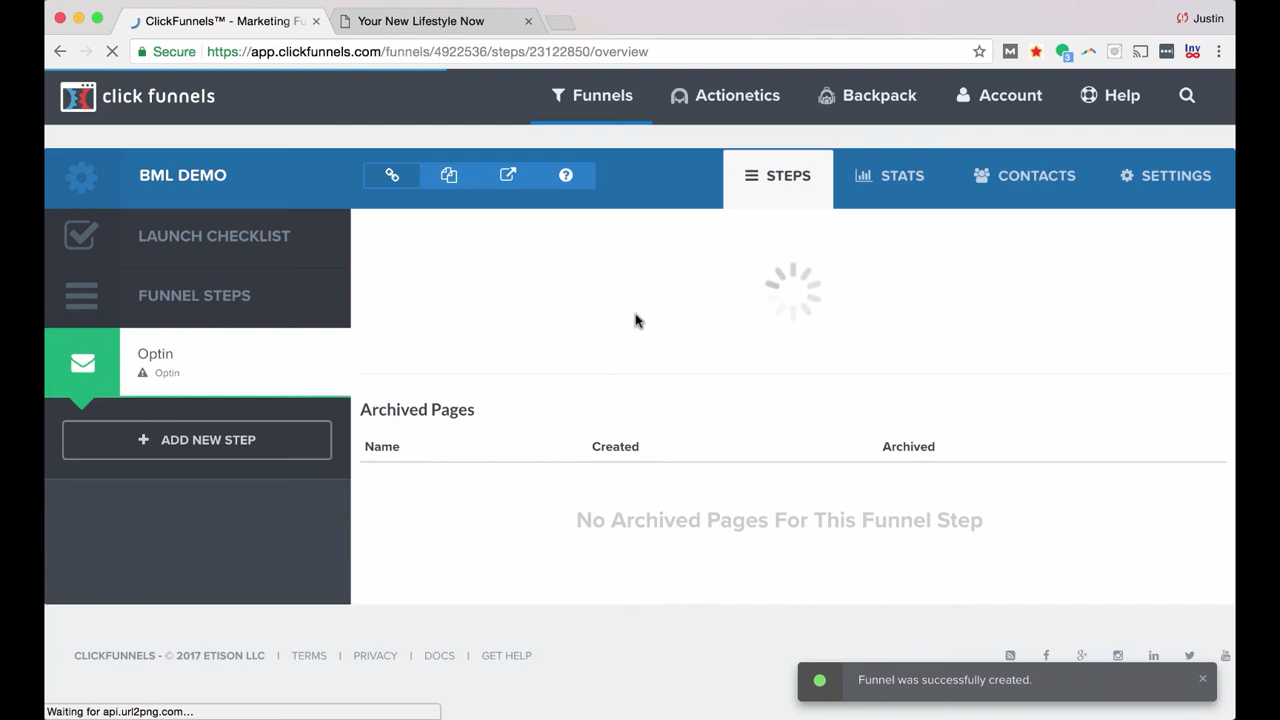 ClickFunnels™ - Marketing Fu
Your New Lifestyle Now
Justin
Secure
https://app.clickfunnels.com/funnels/4922536/steps/23122850/overview
M
3
Inv
click funnels
Funnels
Actionetics
Backpack
Account
Help
BML DEMO
STEPS
STATS
CONTACTS
SETTINGS
LAUNCH CHECKLIST
FUNNEL STEPS
Optin
Optin
+ ADD NEW STEP
Archived Pages
Name Created Archived
No Archived Pages For This Funnel Step
CLICKFUNNELS - © 2017 ETISON LLC | TERMS | PRIVACY | DOCS | GET HELP
Funnel was successfully created.
Waiting for api.url2png.com...